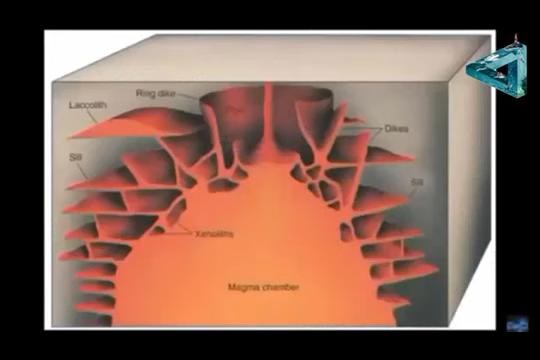 Ring dike
Laccolith
Dikes
Sill
Sill
Xenoliths
Magma chamber